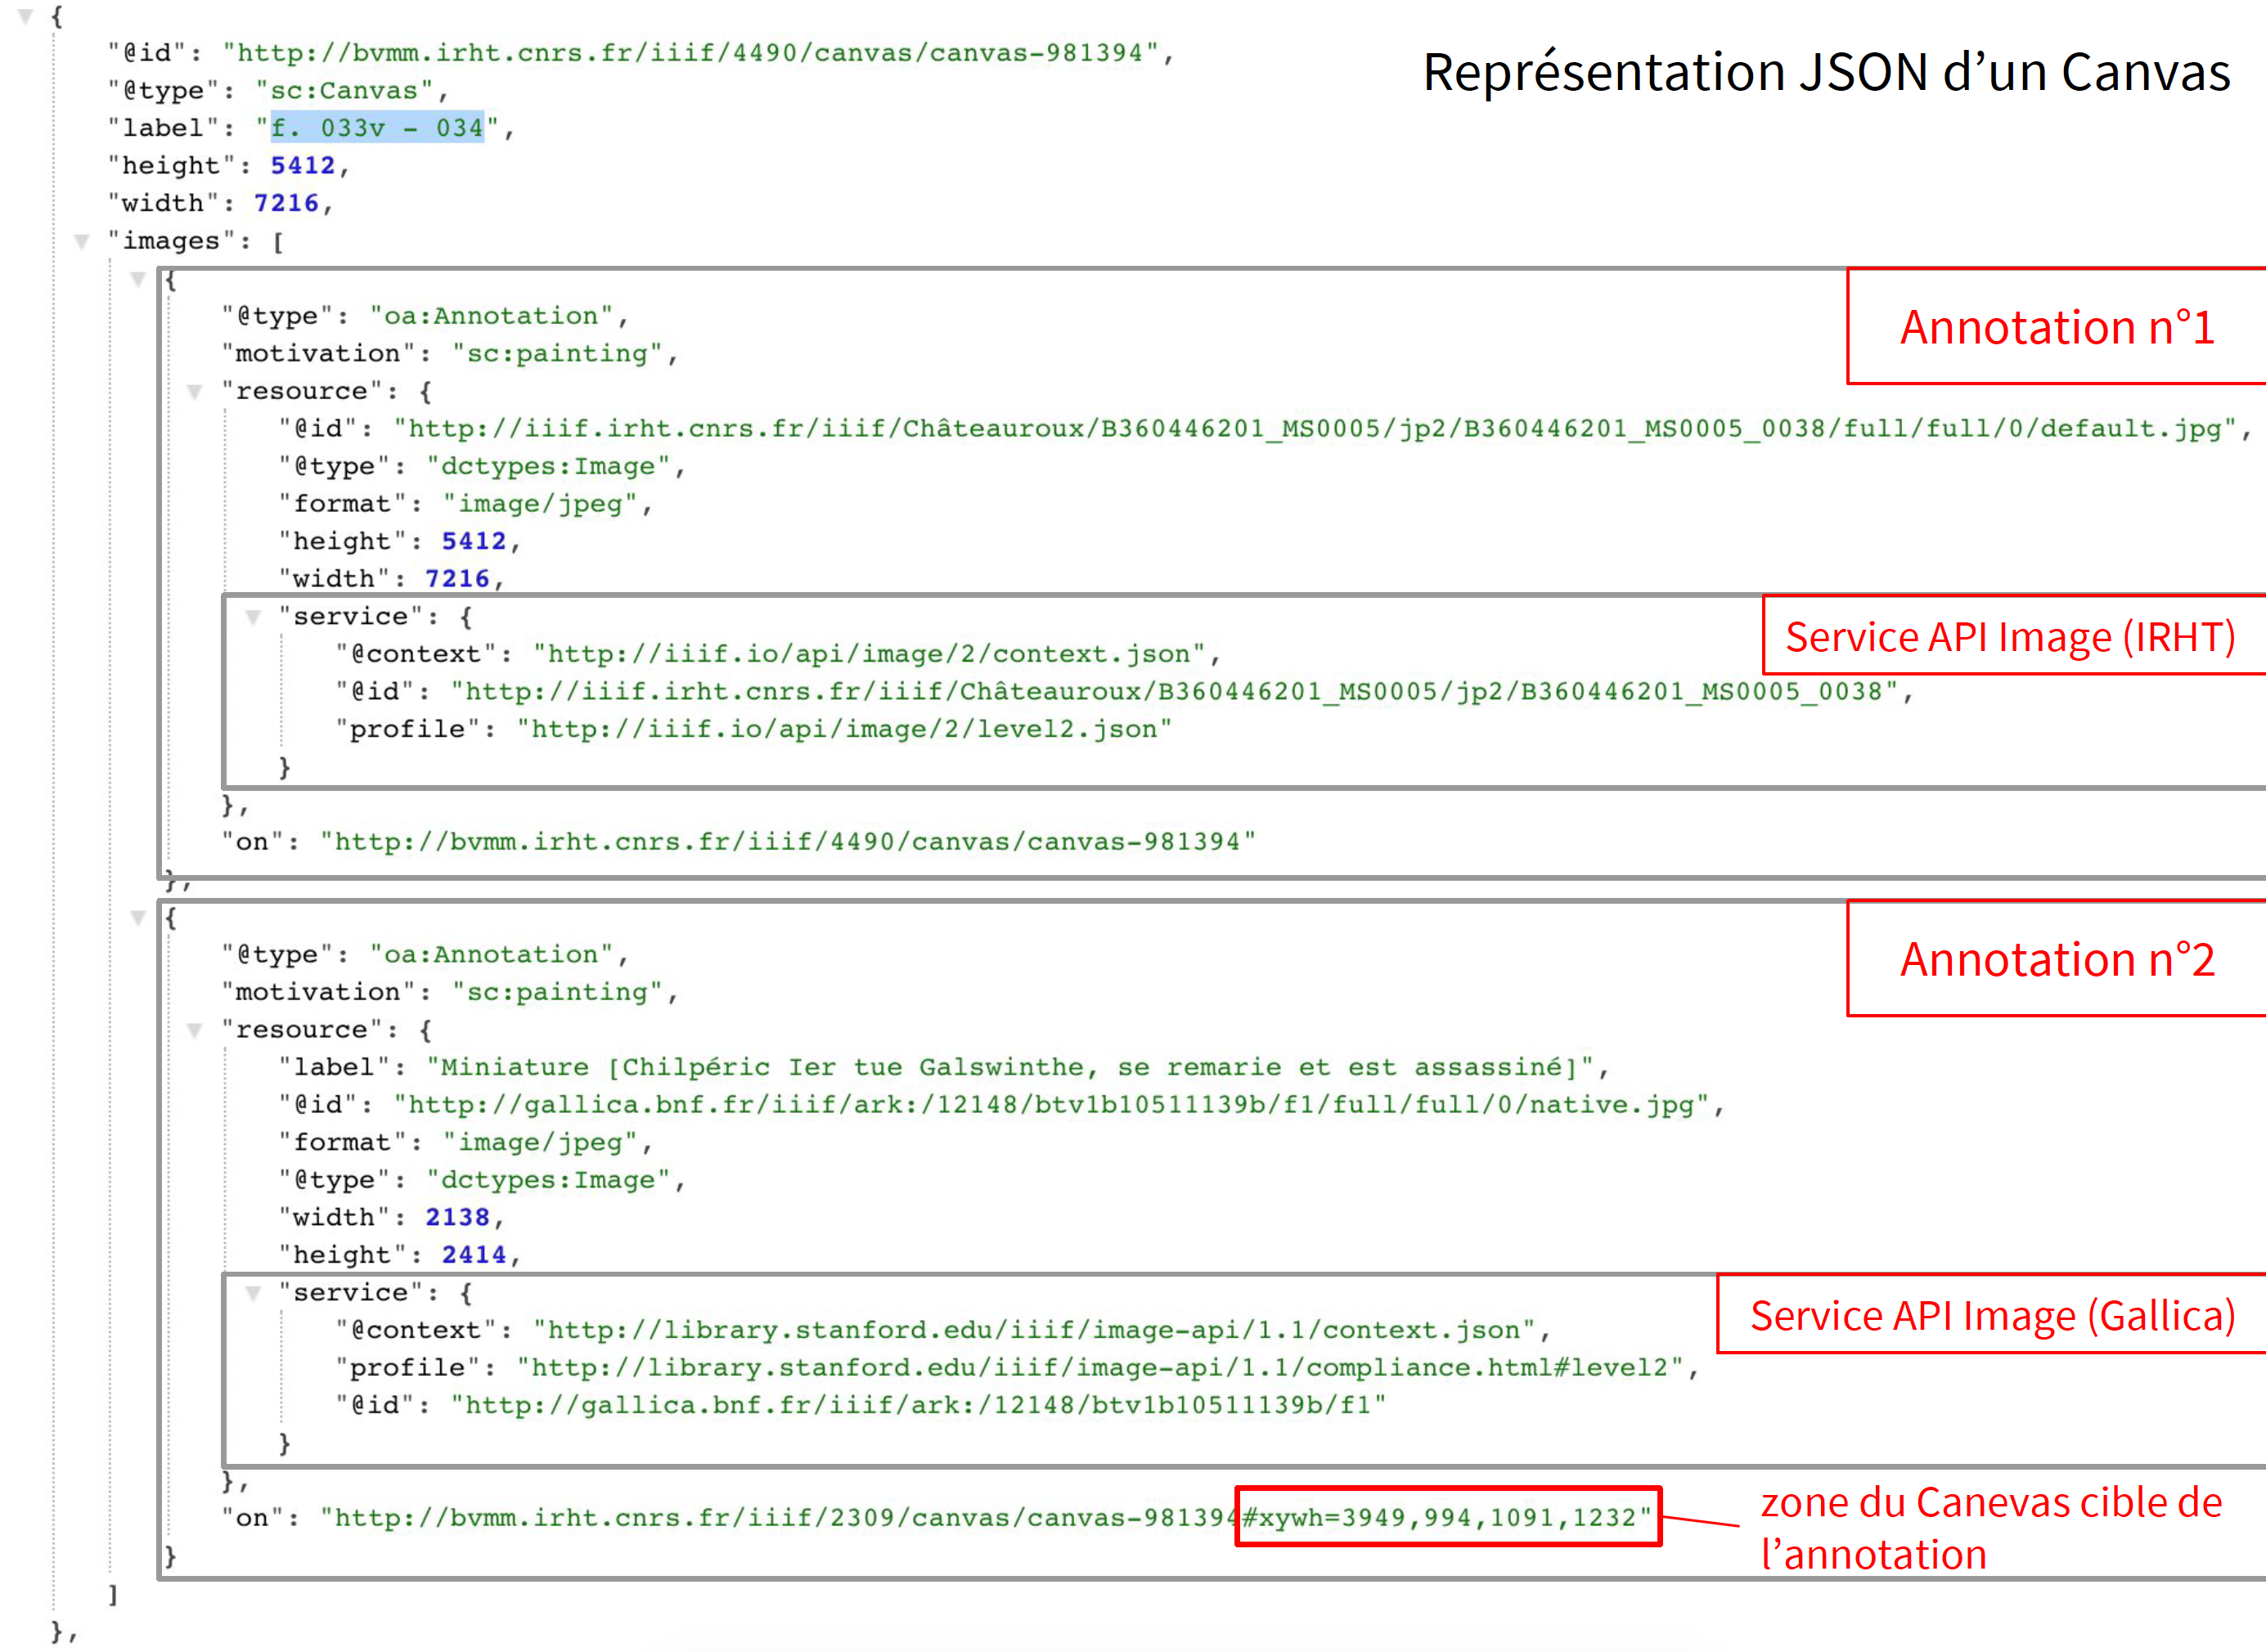 {
"@id": "http://bvmm.irht.cnrs.fr/iiif/4490/canvas/canvas-981394",
Représentation JSON d’un Canvas
"@type": "sc:Canvas",
"label": "f. 033v - 034",
"height": 5412,
"width": 7216,
"images": [
{
"@type": "oa:Annotation",
Annotation n°1
"motivation": "sc:painting",
"resource": {
"@id": "http://iiif.irht.cnrs.fr/iiif/Châteauroux/B360446201_MS0005/jp2/B360446201_MS0005_0038/full/full/0/default.jpg",
"@type": "dctypes:Image",
"format": "image/jpeg",
"height": 5412,
"width": 7216,
"service": {
Service API Image (IRHT)
"@context": "http://iiif.io/api/image/2/context.json",
"@id": "http://iiif.irht.cnrs.fr/iiif/Châteauroux/B360446201_MS0005/jp2/B360446201_MS0005_0038",
"profile": "http://iiif.io/api/image/2/level2.json"
}
},
"on": "http://bvmm.irht.cnrs.fr/iiif/4490/canvas/canvas-981394"
},
{
"@type": "oa:Annotation",
Annotation n°2
"motivation": "sc:painting",
"resource": {
"label": "Miniature [Chilpéric Ier tue Galswinthe, se remarie et est assassiné]",
"@id": "http://gallica.bnf.fr/iiif/ark:/12148/btv1b10511139b/f1/full/full/0/native.jpg",
"format": "image/jpeg",
"@type": "dctypes:Image",
"width": 2138,
"height": 2414,
"service": {
Service API Image (Gallica)
"@context": "http://library.stanford.edu/iiif/image-api/1.1/context.json",
"profile": "http://library.stanford.edu/iiif/image-api/1.1/compliance.html#level2",
"@id": "http://gallica.bnf.fr/iiif/ark:/12148/btv1b10511139b/f1"
}
},
"on": "http://bvmm.irht.cnrs.fr/iiif/2309/canvas/canvas-981394#xywh=3949,994,1091,1232"
zone du Canevas cible de
l’annotation
}
]
},